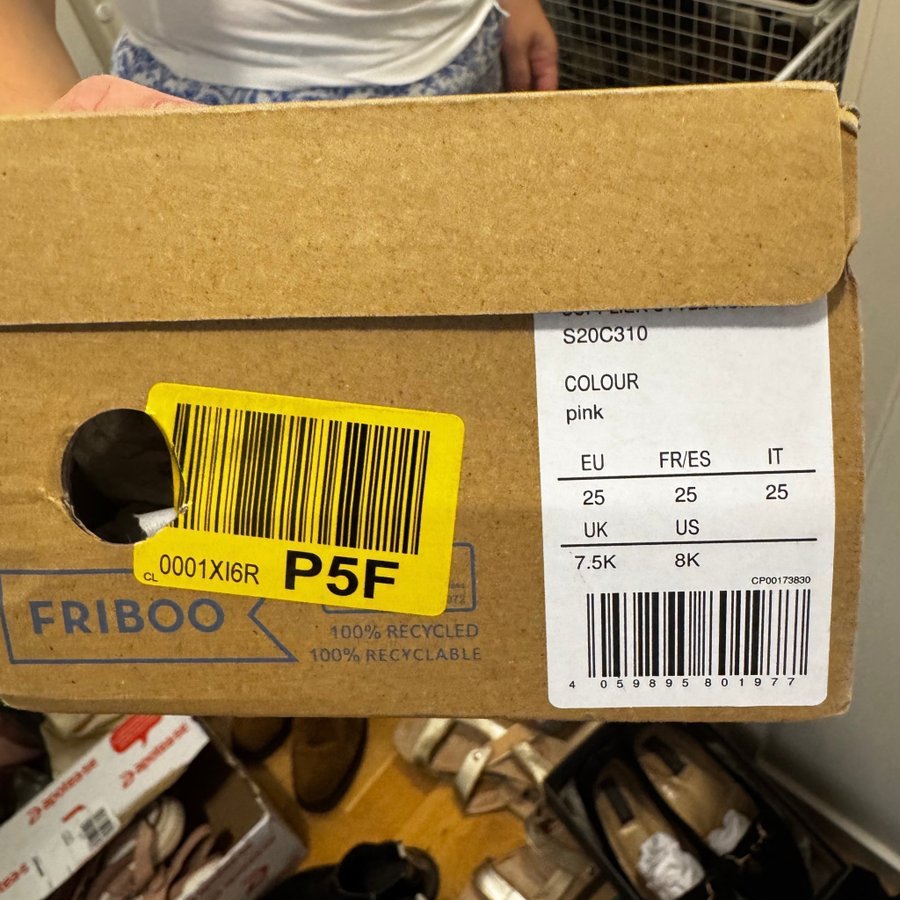 S20C310
COLOUR
pink
EU FR/ES IT
25 25 25
UK US
7.5K 8K
CP00173830
4 059895 801977
CL 0001XI6R P5F
FRIBOO
100% RECYCLED
100% RECYCLABLE